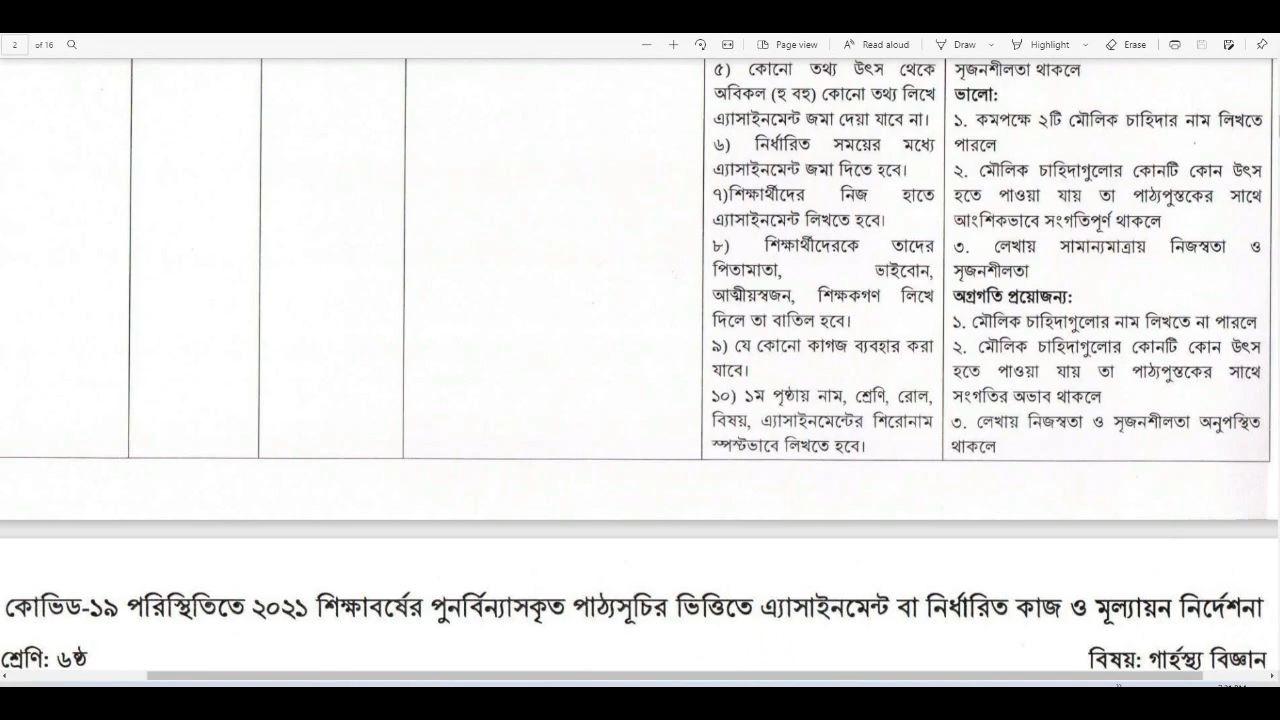 2 of 16
Page view
Read aloud
Draw
Highlight
Erase
৫) কোনো তথ্য উৎস থেকে
অবিকল (হু বহু) কোনো তথ্য লিখে
এ্যাসাইনমেন্ট জমা দেয়া যাবে না।
৬) নির্ধারিত সময়ের মধ্যে
এ্যাসাইনমেন্ট জমা দিতে হবে।
৭)শিক্ষার্থীদের নিজ হাতে
এ্যাসাইনমেন্ট লিখতে হবে।
৮) শিক্ষার্থীদেরকে তাদের
পিতামাতা, ভাইবোন,
আত্মীয়স্বজন, শিক্ষকগণ লিখে
দিলে তা বাতিল হবে।
৯) যে কোনো কাগজ ব্যবহার করা
যাবে।
১০) ১ম পৃষ্ঠায় নাম, শ্রেণি, রোল,
বিষয়, এ্যাসাইনমেন্টের শিরোনাম
স্পস্টভাবে লিখতে হবে।
সৃজনশীলতা থাকলে
ভালো:
১. কমপক্ষে ২টি মৌলিক চাহিদার নাম লিখতে
পারলে
২. মৌলিক চাহিদাগুলোর কোনটি কোন উৎস
হতে পাওয়া যায় তা পাঠ্যপুস্তকের সাথে
আংশিকভাবে সংগতিপূর্ণ থাকলে
৩. লেখায় সামান্যমাত্রায় নিজস্বতা ও
সৃজনশীলতা
অগ্রগতি প্রয়োজন্য:
১. মৌলিক চাহিদাগুলোর নাম লিখতে না পারলে
২. মৌলিক চাহিদাগুলোর কোনটি কোন উৎস
হতে পাওয়া যায় তা পাঠ্যপুস্তকের সাথে
সংগতির অভাব থাকলে
৩. লেখায় নিজস্বতা ও সৃজনশীলতা অনুপস্থিত
থাকলে
কোভিড-১৯ পরিস্থিতিতে ২০২১ শিক্ষাবর্ষের পুনর্বিন্যাসকৃত পাঠ্যসূচির ভিত্তিতে এ্যাসাইনমেন্ট বা নির্ধারিত কাজ ও মূল্যায়ন নির্দেশনা
শ্রেণি: ৬ষ্ঠ
বিষয়: গার্হস্থ্য বিজ্ঞান